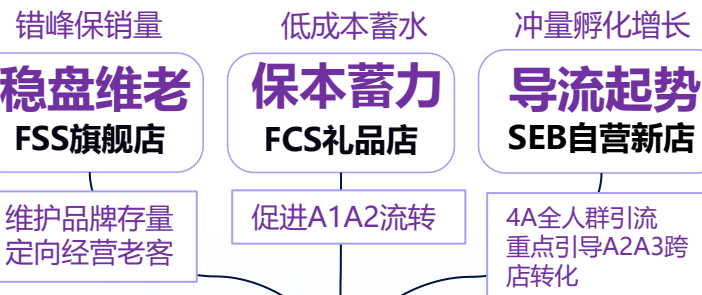 错峰保销量
低成本蓄水
冲量孵化增长
稳盘维老
FSS旗舰店
保本蓄力
FCS礼品店
导流起势
SEB自营新店
维护品牌存量
定向经营老客
促进A1A2流转
4A全人群引流
重点引导A2A3跨
店转化